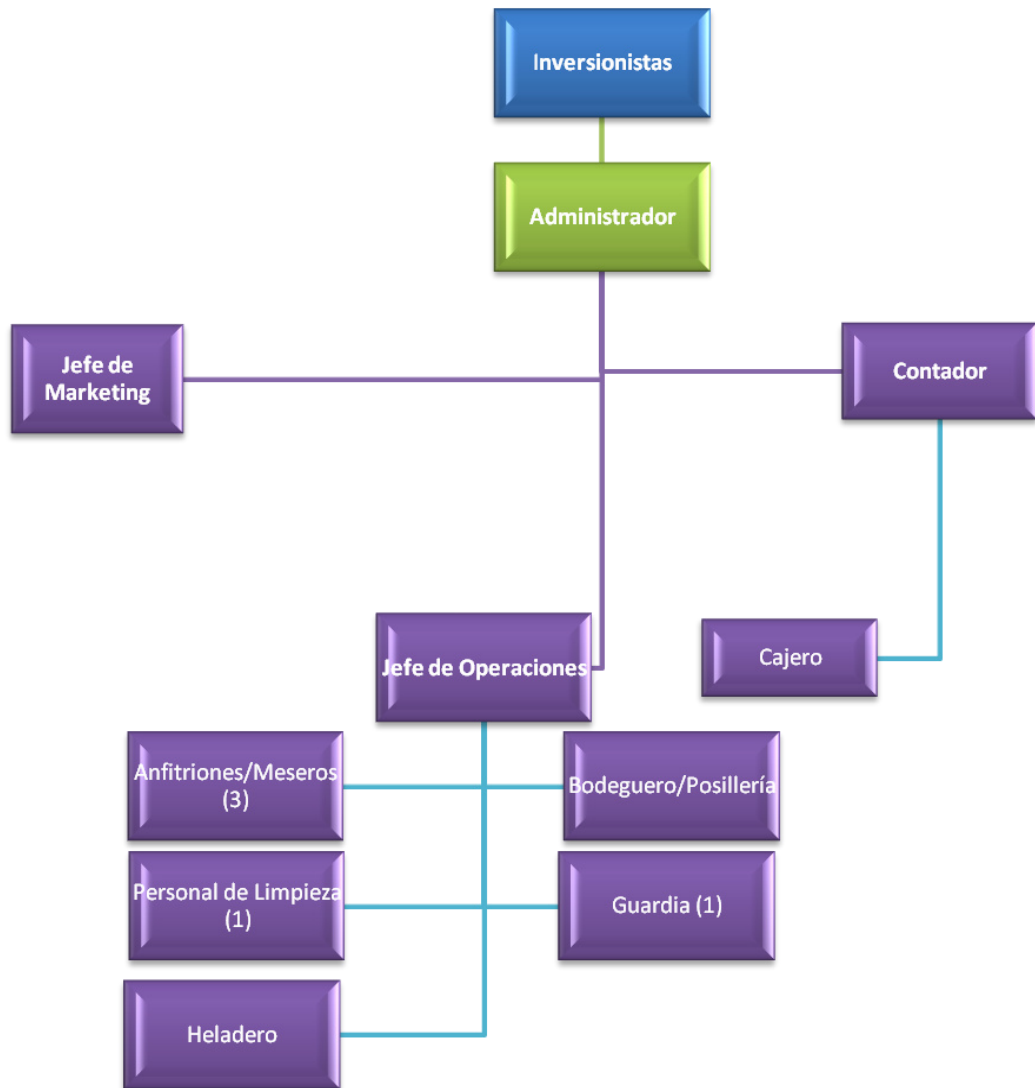 Inversionistas
Administrador
Jefe de
Marketing
Contador
Jefe de Operaciones
Cajero
Anfitriones/Meseros
(3)
Bodeguero/Posillería
Personal de Limpieza
(1)
Guardia (1)
Heladero